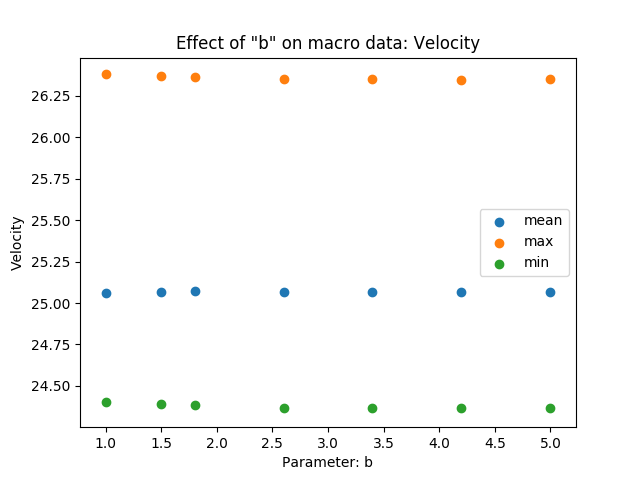 Effect of "b" on macro data: Velocity
26.25
26.00
25.75
25.50
25.25
25.00
24.75
24.50
Velocity
mean
max
min
1.0 1.5 2.0 2.5 3.0 3.5 4.0 4.5 5.0
Parameter: b